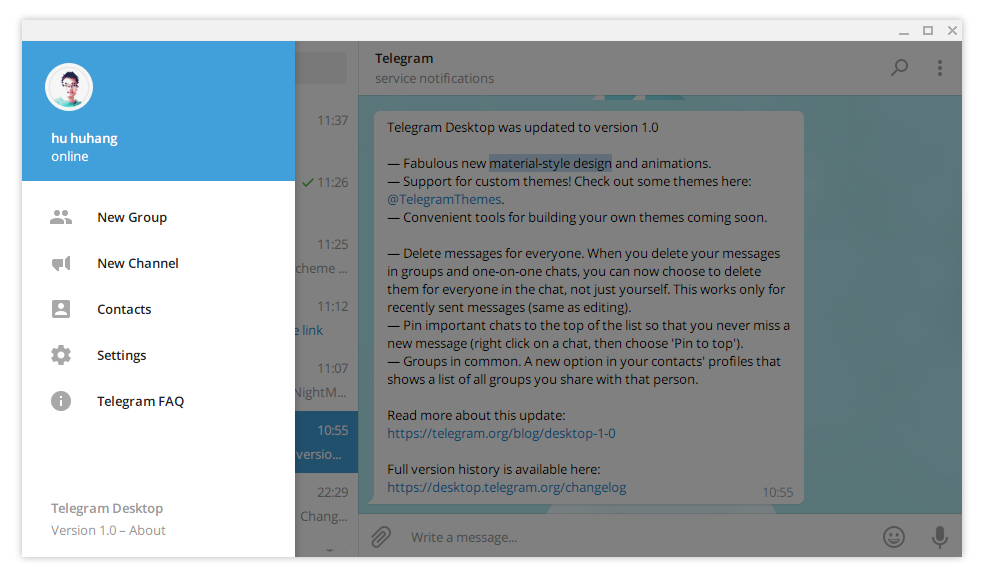 hu huhang
online
New Group
New Channel
Contacts
Settings
Telegram FAQ
Telegram Desktop
Version 1.0 – About
11:37
11:26
11:25
cheme ...
11:12
e link
11:07
NightM...
10:55
versio...
22:29
Chang...
Telegram
service notifications
Telegram Desktop was updated to version 1.0
— Fabulous new material-style design and animations.
— Support for custom themes! Check out some themes here:
@TelegramThemes.
— Convenient tools for building your own themes coming soon.
— Delete messages for everyone. When you delete your messages
in groups and one-on-one chats, you can now choose to delete
them for everyone in the chat, not just yourself. This works only for
recently sent messages (same as editing).
— Pin important chats to the top of the list so that you never miss a
new message (right click on a chat, then choose 'Pin to top').
— Groups in common. A new option in your contacts' profiles that
shows a list of all groups you share with that person.
Read more about this update:
https://telegram.org/blog/desktop-1-0
Full version history is available here:
https://desktop.telegram.org/changelog
10:55
Write a message...